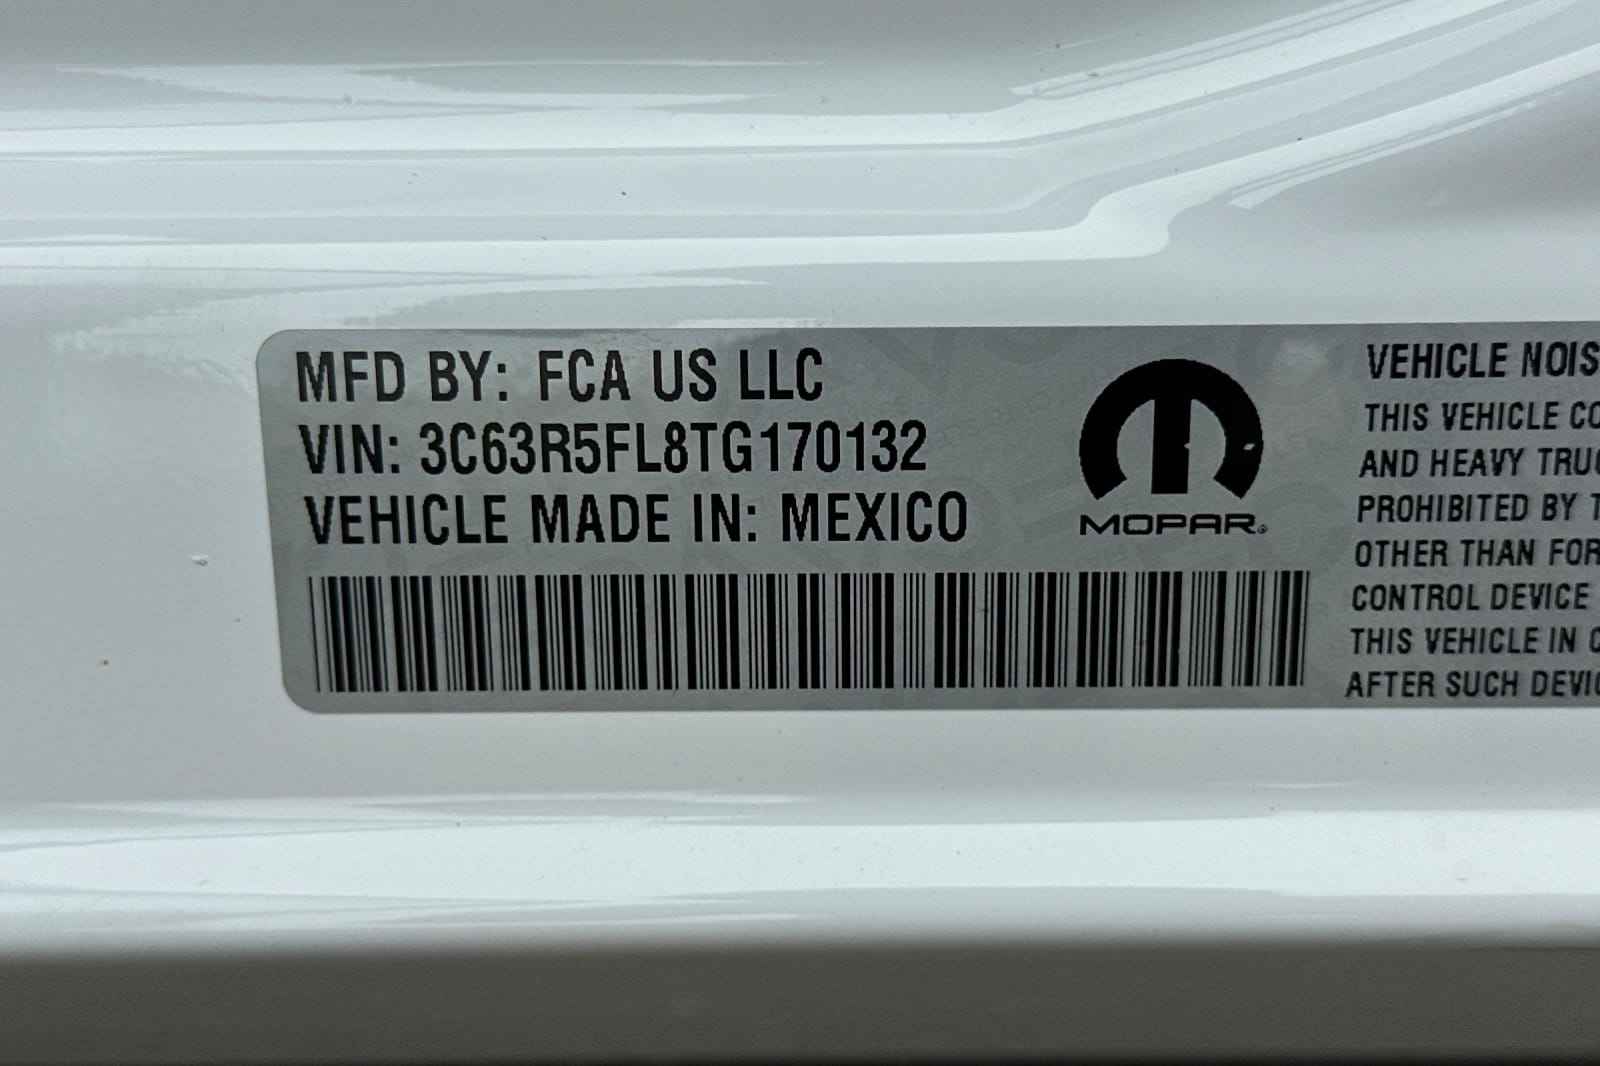 MFD BY: FCA US LLC
VIN: 3C63R5FL8TG170132
VEHICLE MADE IN: MEXICO
MOPAR®
VEHICLE NOIS
THIS VEHICLE CO
AND HEAVY TRUC
PROHIBITED BY T
OTHER THAN FOR
CONTROL DEVICE
THIS VEHICLE IN C
AFTER SUCH DEVIC